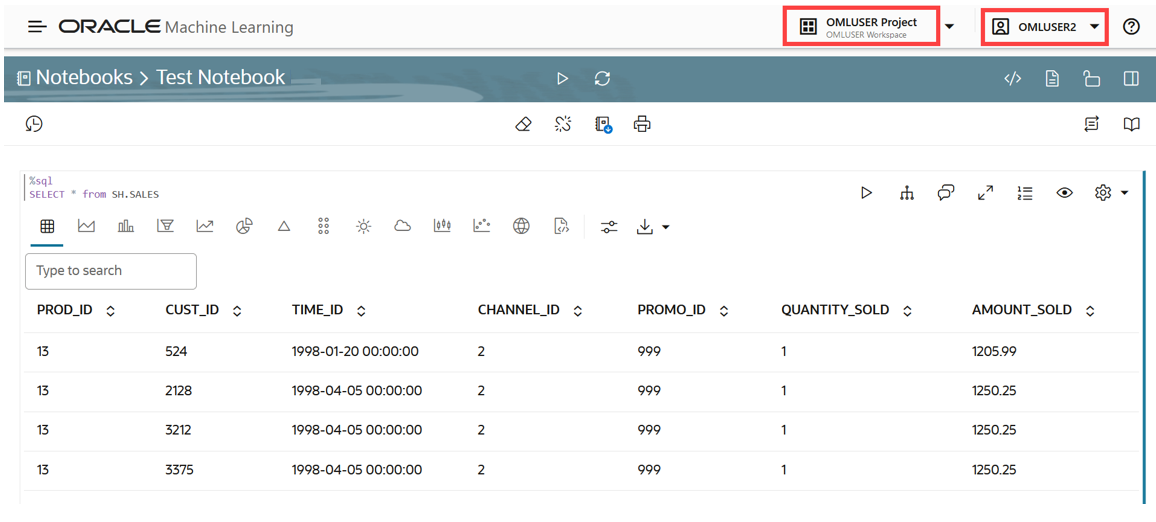 ORACLE Machine Learning
OMLUSER Project
OMLUSER Workspace
OMLUSER2
Notebooks > Test Notebook
%sql
SELECT * from SH.SALES
Type to search
PROD_ID CUST_ID TIME_ID CHANNEL_ID PROMO_ID QUANTITY_SOLD AMOUNT_SOLD
13 524 1998-01-20 00:00:00 2 999 1 1205.99
13 2128 1998-04-05 00:00:00 2 999 1 1250.25
13 3212 1998-04-05 00:00:00 2 999 1 1250.25
13 3375 1998-04-05 00:00:00 2 999 1 1250.25